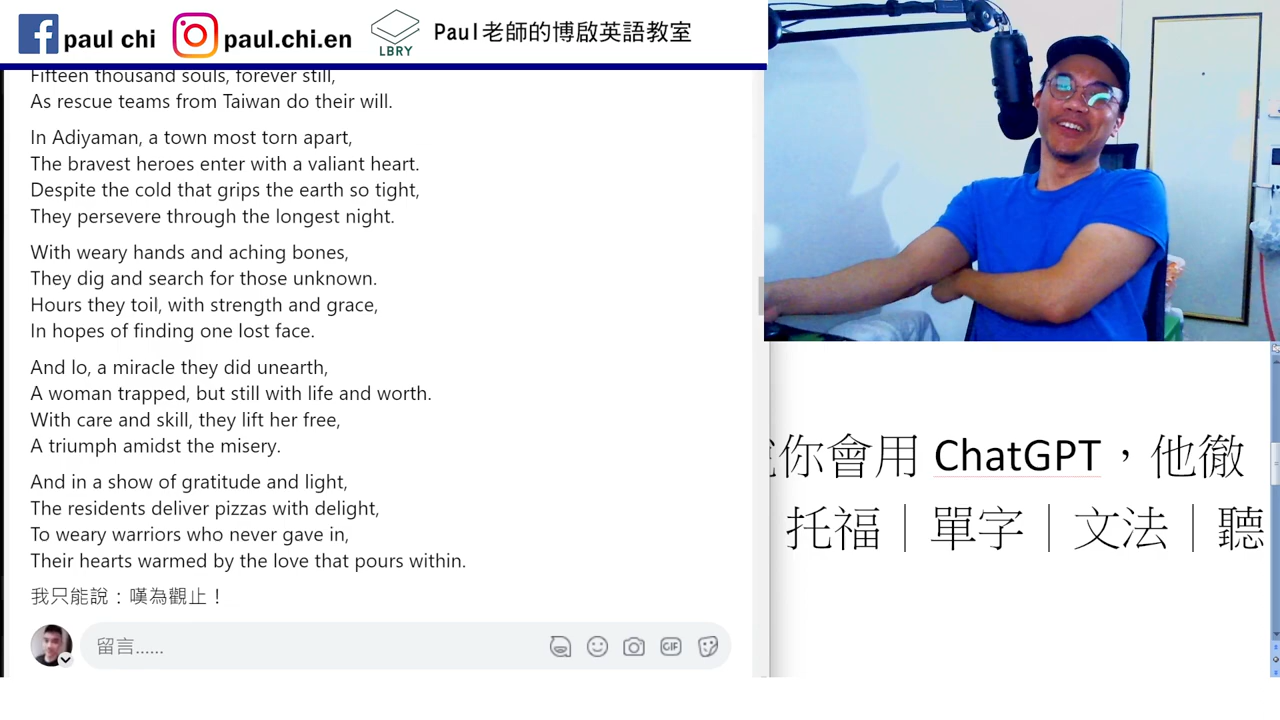 paul chi
paul.chi.en
LBRY
Paul老師的博啟英語教室
Fifteen thousand souls, forever still,
As rescue teams from Taiwan do their will.
In Adiyaman, a town most torn apart,
The bravest heroes enter with a valiant heart.
Despite the cold that grips the earth so tight,
They persevere through the longest night.
With weary hands and aching bones,
They dig and search for those unknown.
Hours they toil, with strength and grace,
In hopes of finding one lost face.
And lo, a miracle they did unearth,
A woman trapped, but still with life and worth.
With care and skill, they lift her free,
A triumph amidst the misery.
And in a show of gratitude and light,
The residents deliver pizzas with delight,
To weary warriors who never gave in,
Their hearts warmed by the love that pours within.
我只能說：嘆為觀止！
留言......
GIF
你會用 ChatGPT，他徹
托福｜單字｜文法｜聽